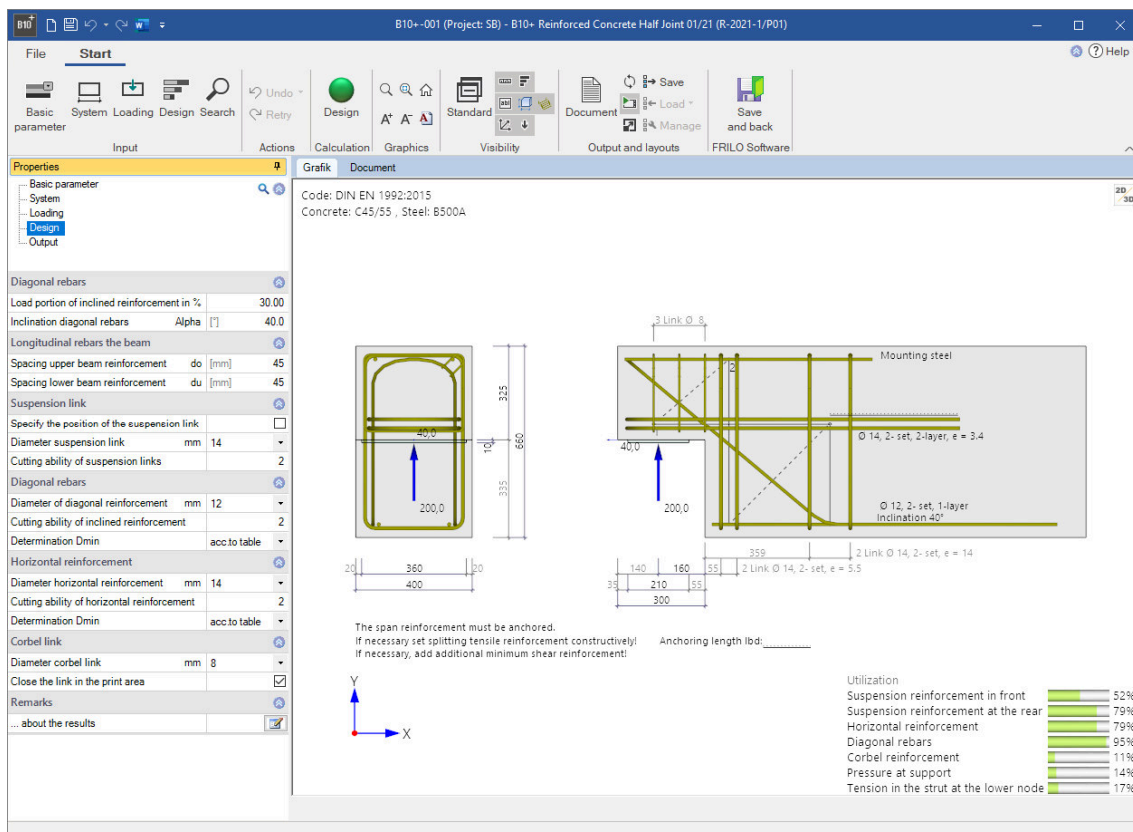 B10+ B10+-001 (Project: SB) - B10+ Reinforced Concrete Half Joint 01/21 (R-2021-1/P01)
File Start Help
Basic parameter System Loading Design Search
Undo
Retry
Design
A+ A- A
Standard
Document
Save
Load
Manage
Save and back
Input Actions Calculation Graphics Visibility Output and layouts FRILO Software
Properties
Basic parameter
System
Loading
Design
Output
Diagonal rebars
Load portion of inclined reinforcement in % 30.00
Inclination diagonal rebars Alpha [°] 40.0
Longitudinal rebars the beam
Spacing upper beam reinforcement do [mm] 45
Spacing lower beam reinforcement du [mm] 45
Suspension link
Specify the position of the suspension link
Diameter suspension link mm 14
Cutting ability of suspension links 2
Diagonal rebars
Diameter of diagonal reinforcement mm 12
Cutting ability of inclined reinforcement 2
Determination Dmin acc.to table
Horizontal reinforcement
Diameter horizontal reinforcement mm 14
Cutting ability of horizontal reinforcement 2
Determination Dmin acc.to table
Corbel link
Diameter corbel link mm 8
Close the link in the print area
Remarks
... about the results
Grafik Document
2D/3D
Code: DIN EN 1992:2015
Concrete: C45/55 , Steel: B500A
3 Link Ø 8
Mounting steel
2
325
660
10
335
40,0
200,0
40,0
200,0
Ø 14, 2- set, 2-layer, e = 3.4
Ø 12, 2- set, 1-layer
Inclination 40°
20 360 20
400
359 2 Link Ø 14, 2- set, e = 14
140 160 55 2 Link Ø 14, 2- set, e = 5.5
35 210 55
300
The span reinforcement must be anchored.
If necessary set splitting tensile reinforcement constructively! Anchoring length lbd:
If necessary, add additional minimum shear reinforcement!
Y
X
Utilization
Suspension reinforcement in front 52%
Suspension reinforcement at the rear 79%
Horizontal reinforcement 79%
Diagonal rebars 95%
Corbel reinforcement 11%
Pressure at support 14%
Tension in the strut at the lower node 17%